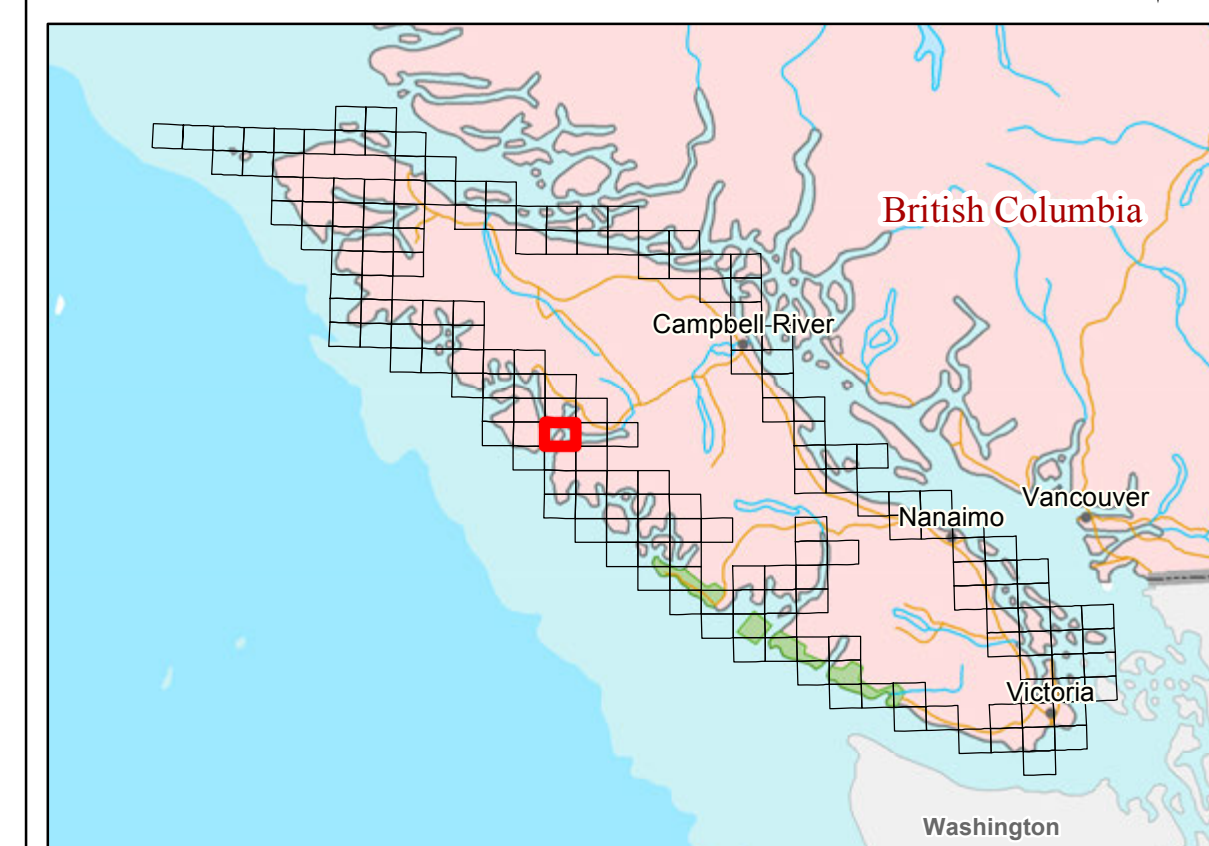 British Columbia
Campbell River
Vancouver
Nanaimo
Victoria
Washington